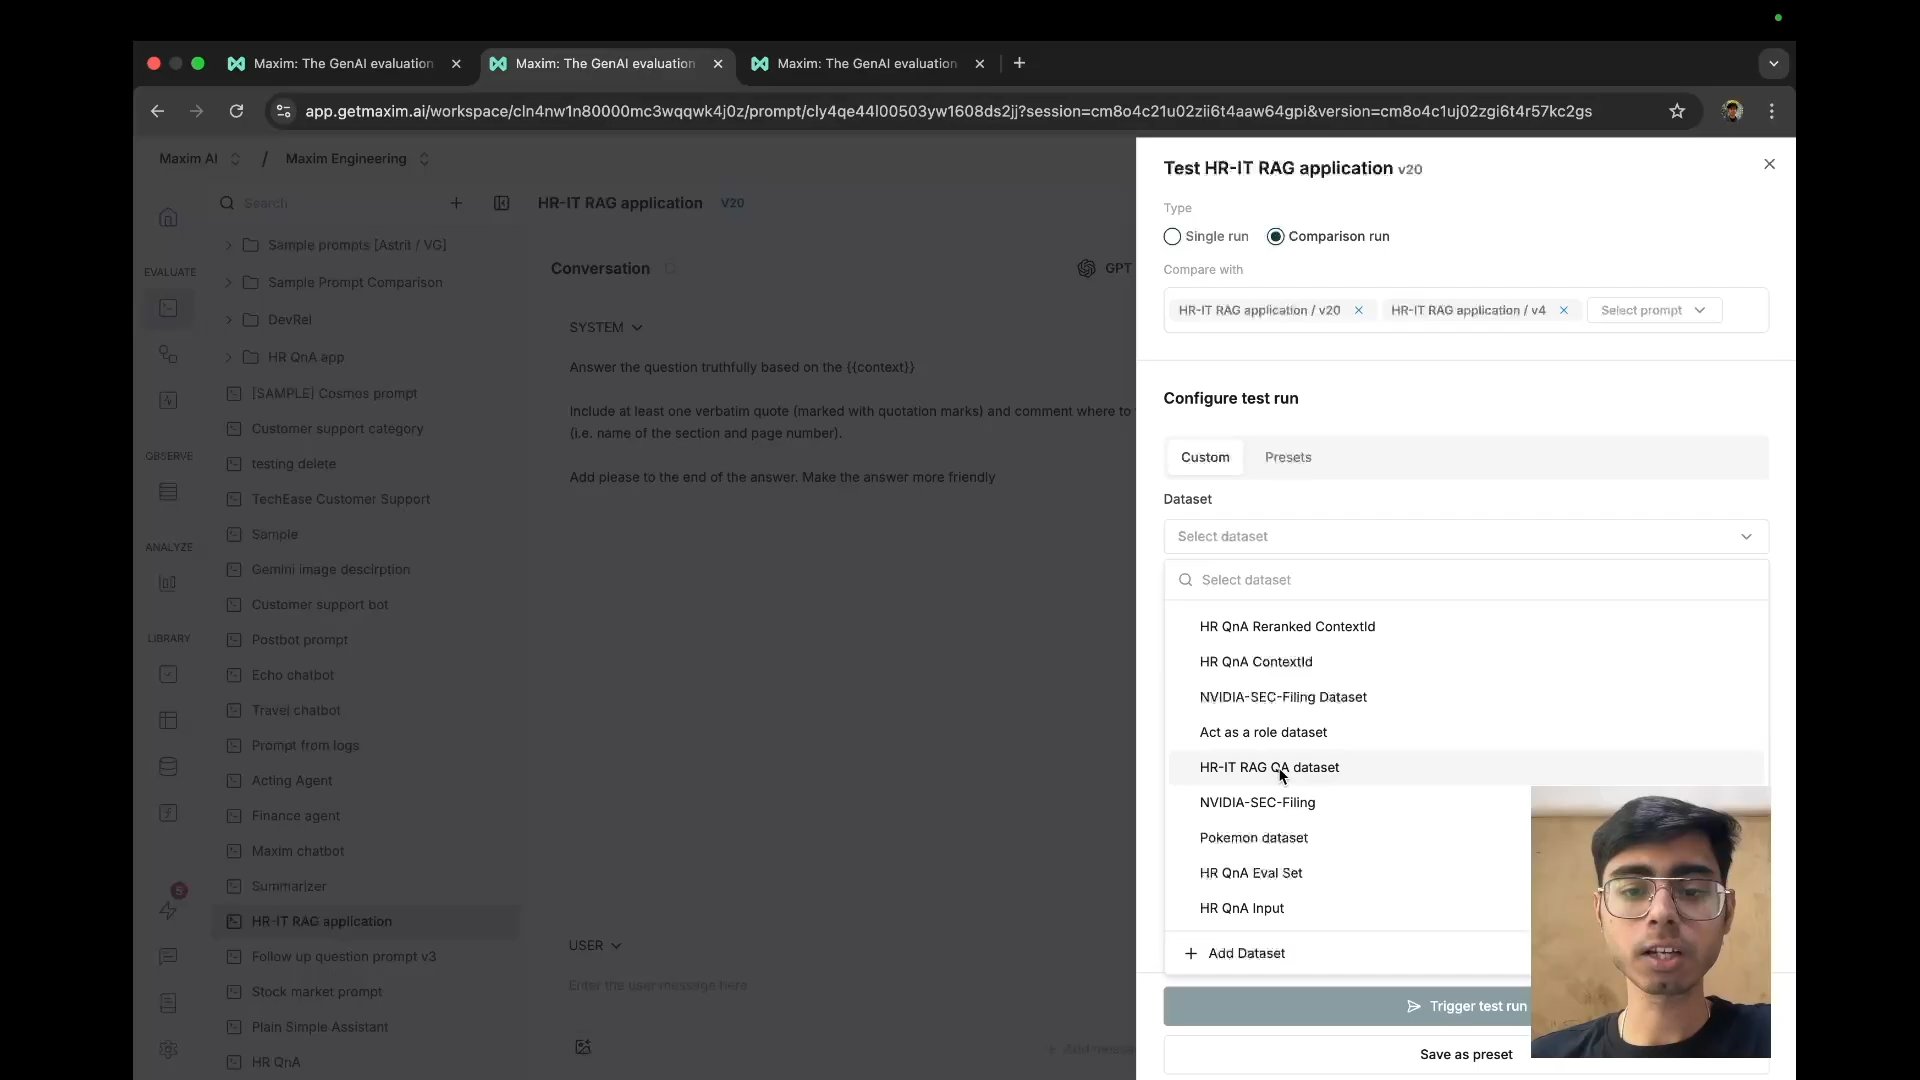 Maxim: The GenAI evaluation
Maxim: The GenAI evaluation
Maxim: The GenAI evaluation
app.getmaxim.ai/workspace/cln4nw1n80000mc3wqqwk4j0z/prompt/cly4qe44l00503yw1608ds2jj?session=cm8o4c21u02zii6t4aaw64gpi&version=cm8o4c1uj02zgi6t4r57kc2gs
Maxim AI / Maxim Engineering
Search
EVALUATE
OBSERVE
ANALYZE
LIBRARY
5
Sample prompts [Astril / VG]
Sample Prompt Comparison
DevRel
HR QnA app
[SAMPLE] Cosmos prompt
Customer support category
testing delete
TechEase Customer Support
Sample
Gemini image descirption
Customer support bot
Postbot prompt
Echo chatbot
Travel chatbot
Prompt from logs
Acting Agent
Finance agent
Maxim chatbot
Summarizer
HR-IT RAG application
Follow up question prompt v3
Stock market prompt
Plain Simple Assistant
HR QnA
HR-IT RAG application V20
Conversation
GPT
SYSTEM
Answer the question truthfully based on the {{context}}
Include at least one verbatim quote (marked with quotation marks) and comment where to
(i.e. name of the section and page number).
Add please to the end of the answer. Make the answer more friendly
USER
Enter the user message here
+ Add messa
Test HR-IT RAG application v20
Type
Single run
Comparison run
Compare with
HR-IT RAG application / v20
HR-IT RAG application / v4
Select prompt
Configure test run
Custom
Presets
Dataset
Select dataset
Select dataset
HR QnA Reranked ContextId
HR QnA ContextId
NVIDIA-SEC-Filing Dataset
Act as a role dataset
HR-IT RAG QA dataset
NVIDIA-SEC-Filing
Pokemon dataset
HR QnA Eval Set
HR QnA Input
+ Add Dataset
Trigger test run
Save as preset